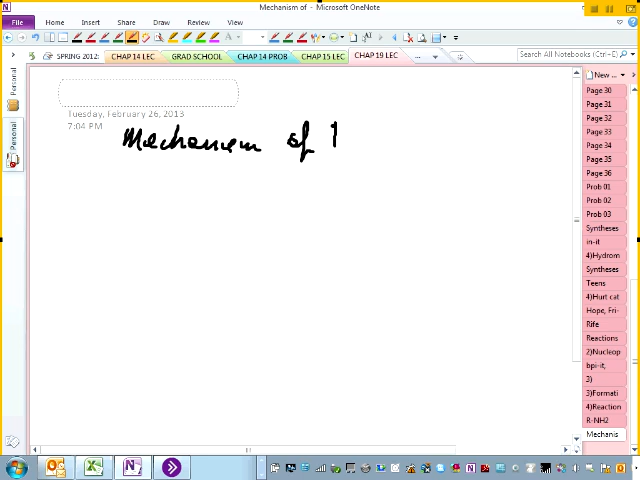 Mechanism of - Microsoft OneNote
File Home Insert Share Draw Review View
SPRING 2012: CHAP 14 LEC GRAD SCHOOL CHAP 14 PROB CHAP 15 LEC CHAP 19 LEC ... Search All Notebooks (Ctrl+E)
Personal
Personal
Tuesday, February 26, 2013
7:04 PM
Mechanism of
New ...
Page 30
Page 31
Page 32
Page 33
Page 34
Page 35
Page 36
Prob 01
Prob 02
Prob 03
Syntheses
in-it
4)Hydrom
Syntheses
Teens
4)Hurt cat
Hope, Fri-
Rife
Reactions
2)Nucleop
bpi-it,
3)
3)Formati
4)Reaction
R-NH2
Mechanis